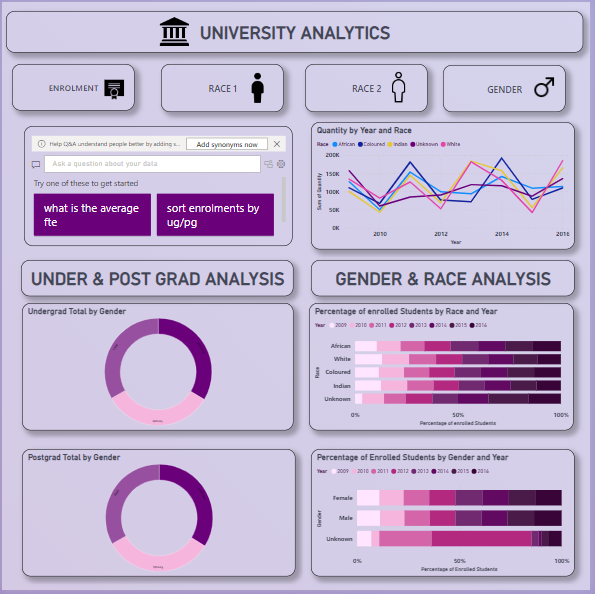 UNIVERSITY ANALYTICS
ENROLMENT
RACE 1
RACE 2
GENDER
Help Q&A understand people better by adding s...
Add synonyms now
Ask a question about your data
Try one of these to get started
what is the average
fte
sort enrolments by
ug/pg
Quantity by Year and Race
Race African Coloured Indian Unknown White
Sum of Quantity
200K
150K
100K
50K
0K
2010 2012 2014 2016
Year
UNDER & POST GRAD ANALYSIS
GENDER & RACE ANALYSIS
Undergrad Total by Gender
Percentage of enrolled Students by Race and Year
Year 2009 2010 2011 2012 2013 2014 2015 2016
Race
African
White
Coloured
Indian
Unknown
0% 50% 100%
Percentage of enrolled Students
Postgrad Total by Gender
Percentage of Enrolled Students by Gender and Year
Year 2009 2010 2011 2012 2013 2014 2015 2016
Gender
Female
Male
Unknown
0% 50% 100%
Percentage of Enrolled Students